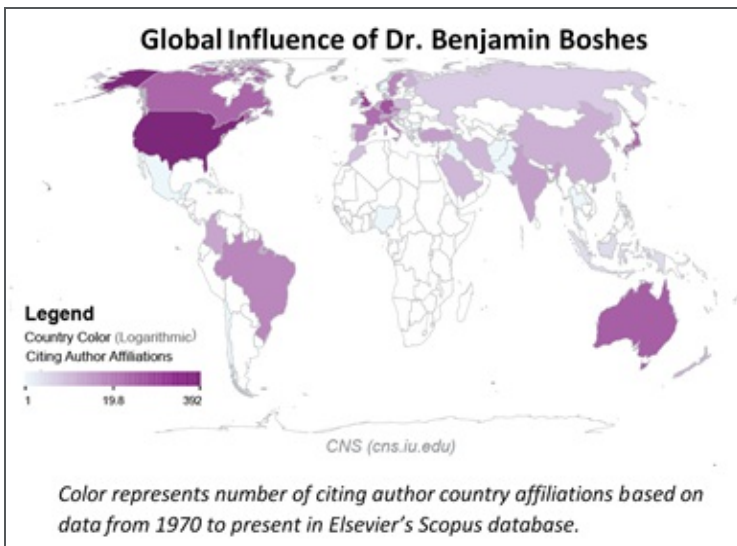 Global Influence of Dr. Benjamin Boshes
Legend
Country Color (Logarithmic)
Citing Author Affiliations
1 19.8 392
CNS (cns.iu.edu)
Color represents number of citing author country affiliations based on
data from 1970 to present in Elsevier's Scopus database.